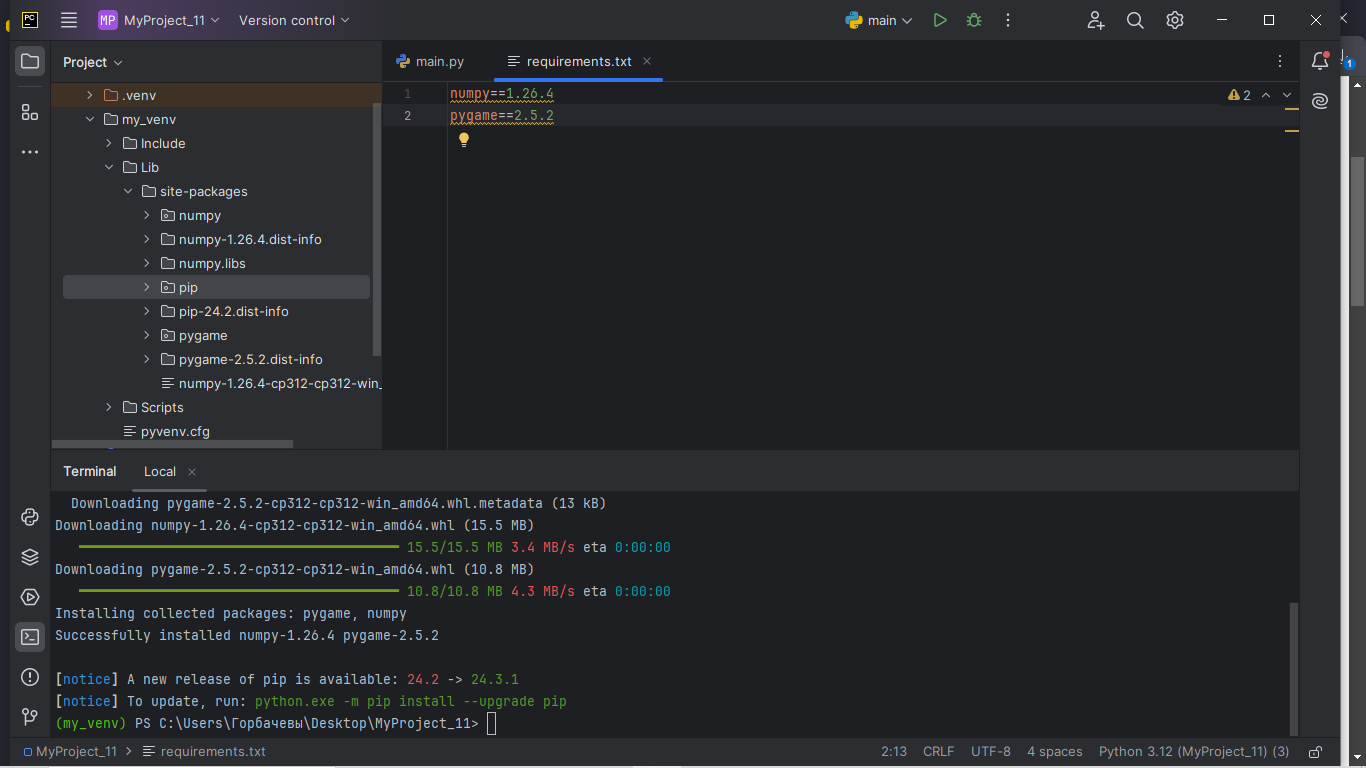 PC MP MyProject_11 Version control main
Project main.py requirements.txt
.venv
my_venv
Include
Lib
site-packages
numpy
numpy-1.26.4.dist-info
numpy.libs
pip
pip-24.2.dist-info
pygame
pygame-2.5.2.dist-info
numpy-1.26.4-cp312-cp312-win_
Scripts
pyvenv.cfg
1 numpy==1.26.4 2
2 pygame==2.5.2
1
Terminal Local
Downloading pygame-2.5.2-cp312-cp312-win_amd64.whl.metadata (13 kB)
Downloading numpy-1.26.4-cp312-cp312-win_amd64.whl (15.5 MB)
15.5/15.5 MB 3.4 MB/s eta 0:00:00
Downloading pygame-2.5.2-cp312-cp312-win_amd64.whl (10.8 MB)
10.8/10.8 MB 4.3 MB/s eta 0:00:00
Installing collected packages: pygame, numpy
Successfully installed numpy-1.26.4 pygame-2.5.2
[notice] A new release of pip is available: 24.2 -> 24.3.1
[notice] To update, run: python.exe -m pip install --upgrade pip
(my_venv) PS C:\Users\Горбачевы\Desktop\MyProject_11>
MyProject_11 > requirements.txt 2:13 CRLF UTF-8 4 spaces Python 3.12 (MyProject_11) (3)